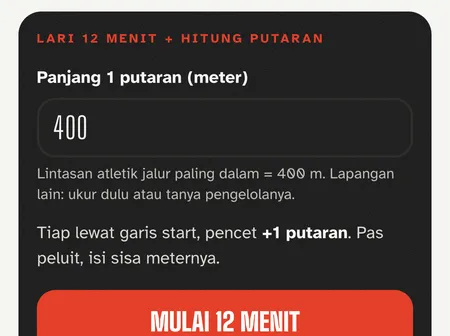 LARI 12 MENIT + HITUNG PUTARAN
Panjang 1 putaran (meter)
400
Lintasan atletik jalur paling dalam = 400 m. Lapangan
lain: ukur dulu atau tanya pengelolanya.
Tiap lewat garis start, pencet +1 putaran. Pas
peluit, isi sisa meternya.
MULAI 12 MENIT